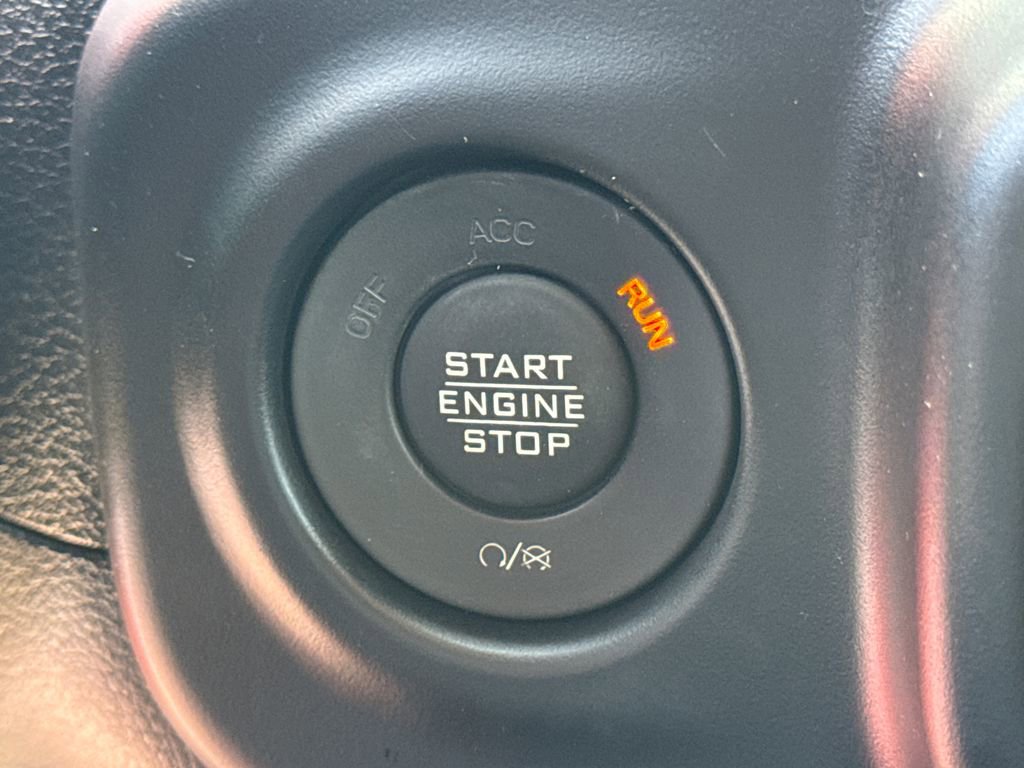 ACC
OFF
RUN
START
ENGINE
STOP